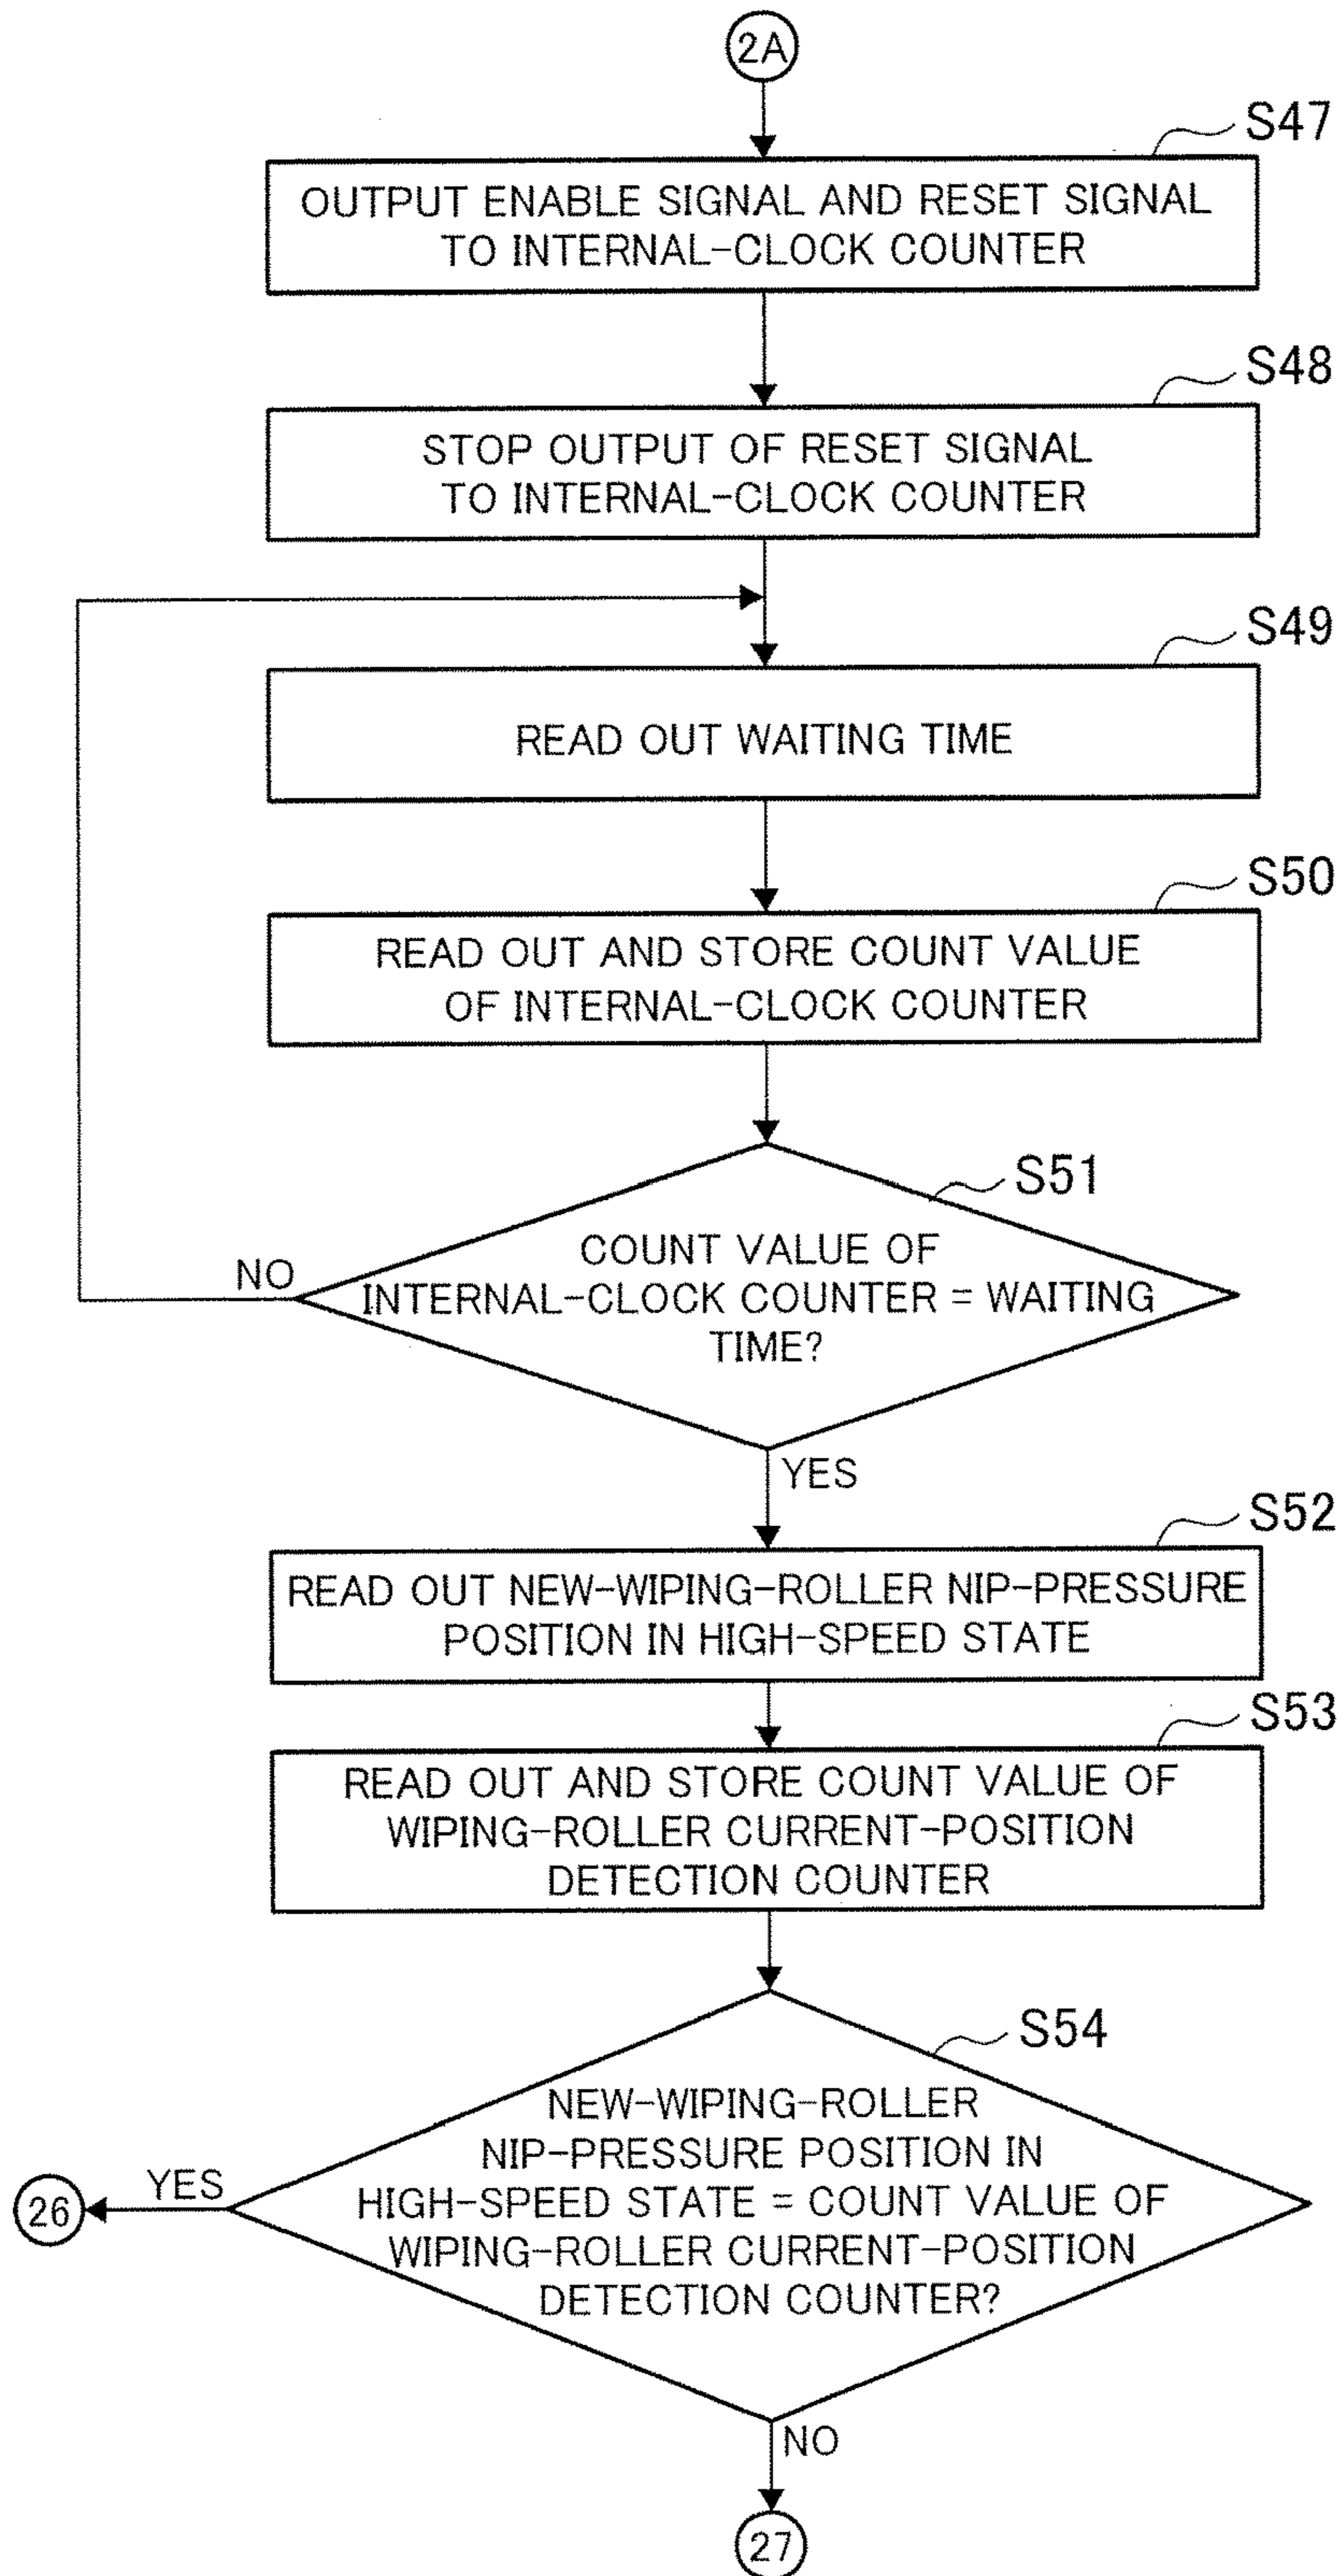 2A
S47
OUTPUT ENABLE SIGNAL AND RESET SIGNAL
TO INTERNAL-CLOCK COUNTER
S48
STOP OUTPUT OF RESET SIGNAL
TO INTERNAL-CLOCK COUNTER
S49
READ OUT WAITING TIME
S50
READ OUT AND STORE COUNT VALUE
OF INTERNAL-CLOCK COUNTER
S51
COUNT VALUE OF
INTERNAL-CLOCK COUNTER = WAITING
TIME?
NO
YES
S52
READ OUT NEW-WIPING-ROLLER NIP-PRESSURE
POSITION IN HIGH-SPEED STATE
S53
READ OUT AND STORE COUNT VALUE OF
WIPING-ROLLER CURRENT-POSITION
DETECTION COUNTER
S54
NEW-WIPING-ROLLER
NIP-PRESSURE POSITION IN
HIGH-SPEED STATE = COUNT VALUE OF
WIPING-ROLLER CURRENT-POSITION
DETECTION COUNTER?
YES
26
NO
27